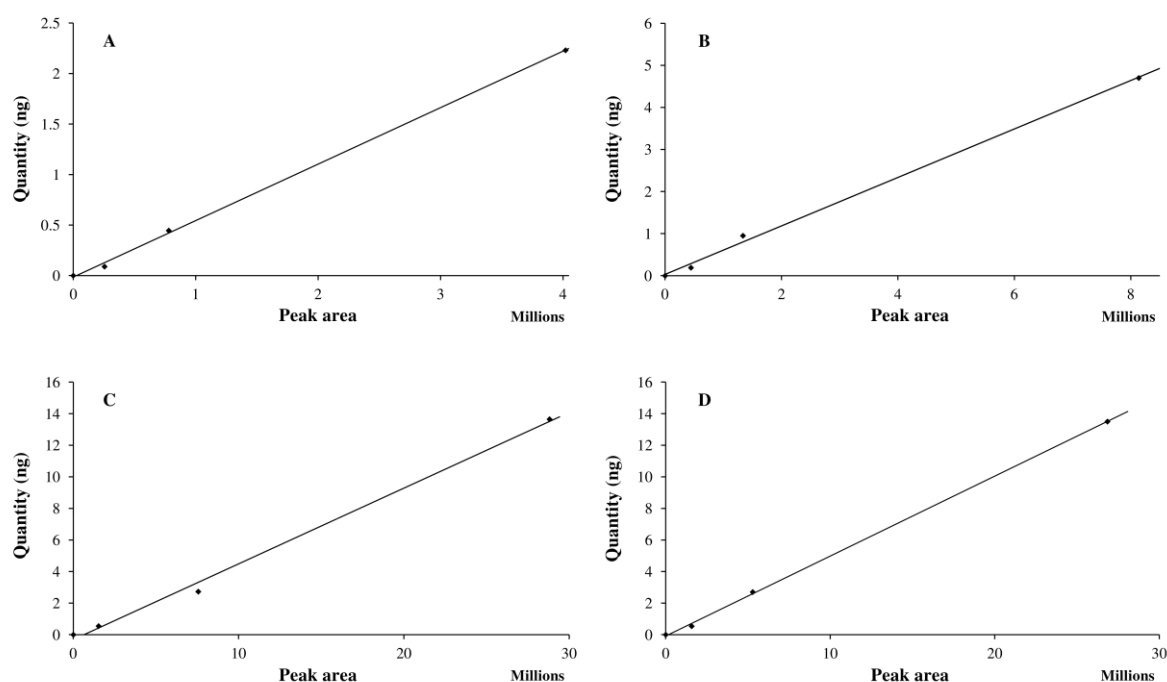 A
2.5
2
1.5
1
0.5
0
Quantity (ng)
0 1 2 3 4
Peak area
Millions
B
6
5
4
3
2
1
0
Quantity (ng)
0 2 4 6 8
Peak area
Millions
C
16
14
12
10
8
6
4
2
0
Quantity (ng)
0 10 20 30
Peak area
Millions
D
16
14
12
10
8
6
4
2
0
Quantity (ng)
0 10 20 30
Peak area
Millions